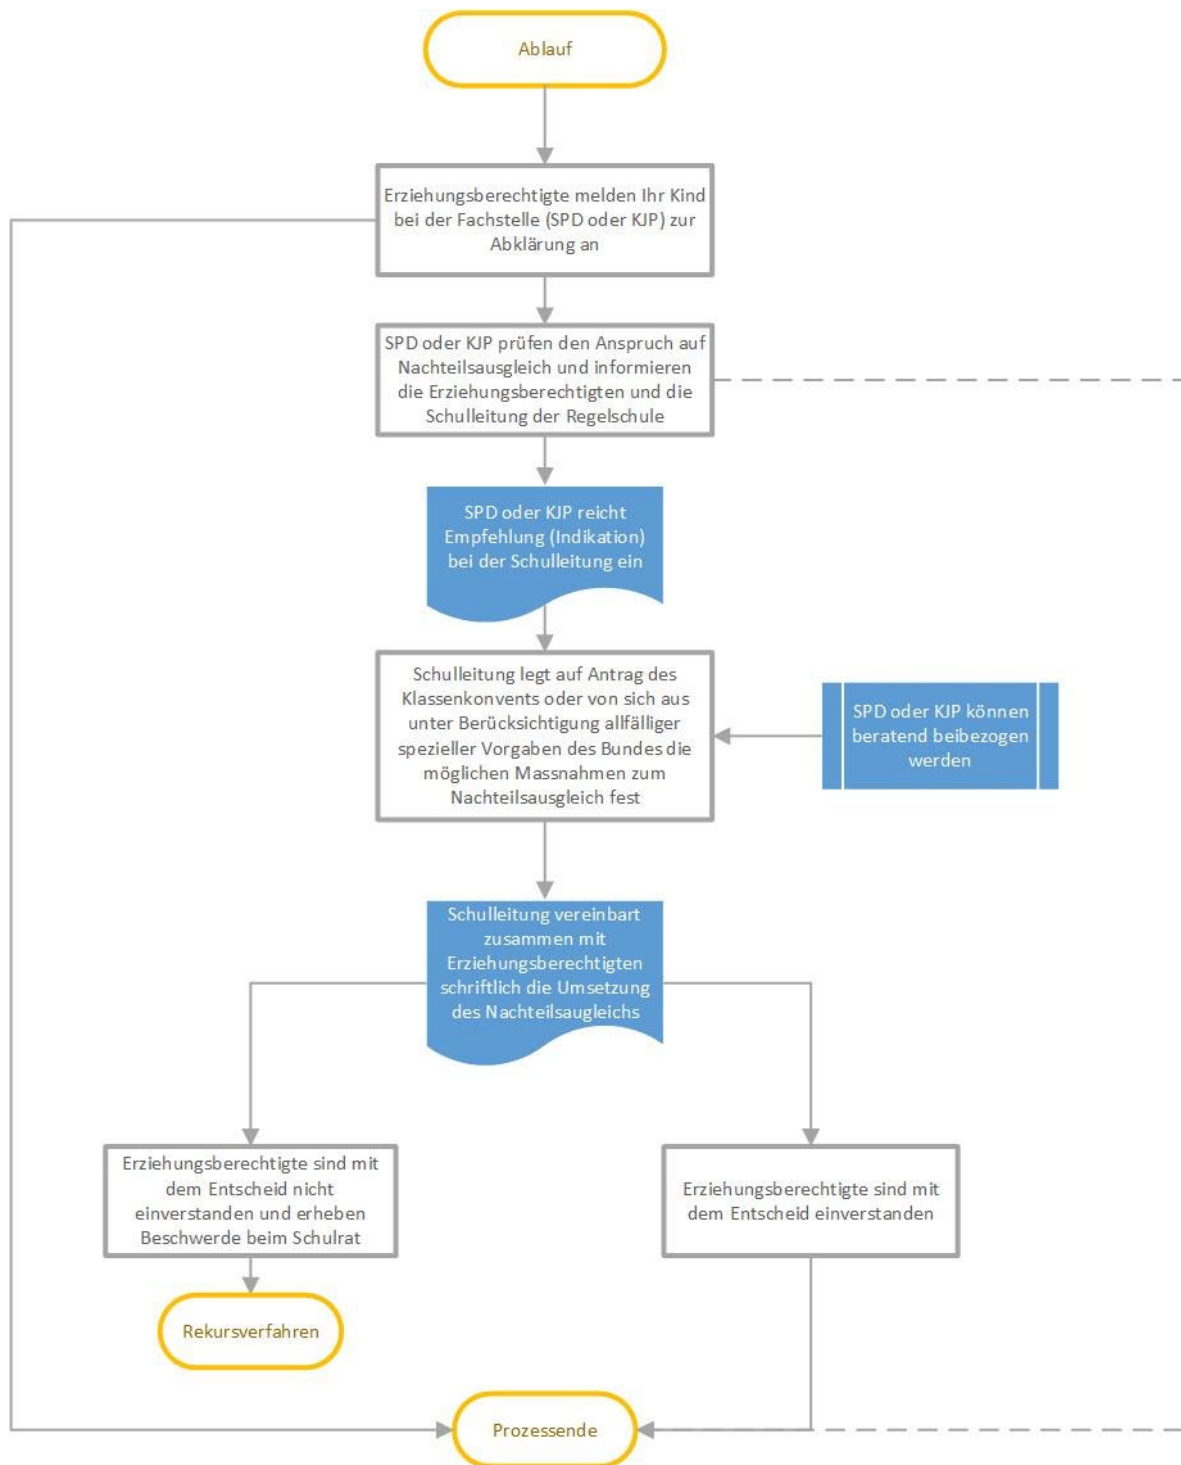 Ablauf
Erziehungsberechtigte melden Ihr Kind
bei der Fachstelle (SPD oder KJP) zur
Abklärung an
SPD oder KJP prüfen den Anspruch auf
Nachteilsausgleich und informieren
die Erziehungsberechtigten und die
Schulleitung der Regelschule
SPD oder KJP reicht
Empfehlung (Indikation)
bei der Schulleitung ein
Schulleitung legt auf Antrag des
Klassenkonvents oder von sich aus
unter Berücksichtigung allfälliger
spezieller Vorgaben des Bundes die
möglichen Massnahmen zum
Nachteilsausgleich fest
SPD oder KJP können
beratend beibezogen
werden
Schulleitung vereinbart
zusammen mit
Erziehungsberechtigten
schriftlich die Umsetzung
des Nachteilsaugleichs
Erziehungsberechtigte sind mit
dem Entscheid nicht
einverstanden und erheben
Beschwerde beim Schulrat
Erziehungsberechtigte sind mit
dem Entscheid einverstanden
Rekursverfahren
Prozessende